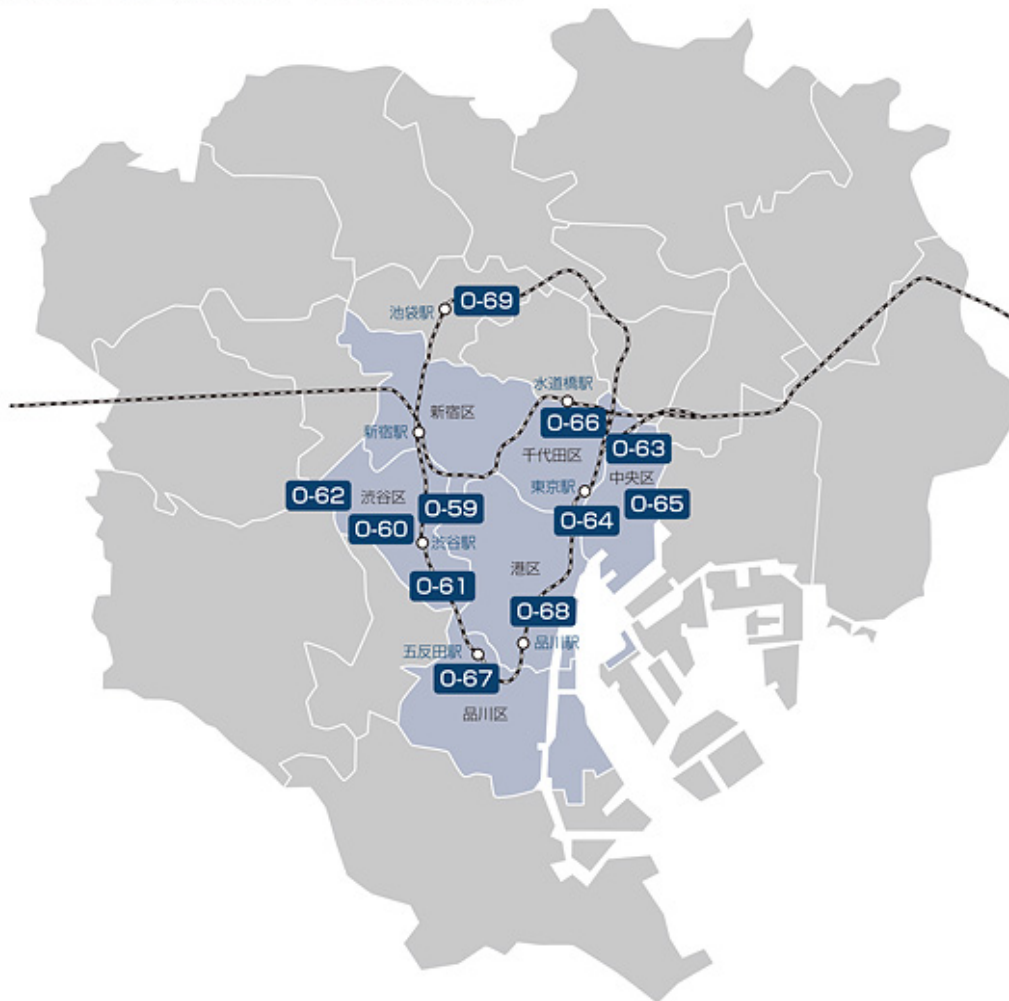 池袋駅
O-69
水道橋駅
新宿区
O-66
新宿駅
O-63
千代田区
中央区
東京駅
O-62
渋谷区
O-59
O-65
O-60
O-64
渋谷駅
港区
O-61
O-68
五反田駅
品川駅
O-67
品川区